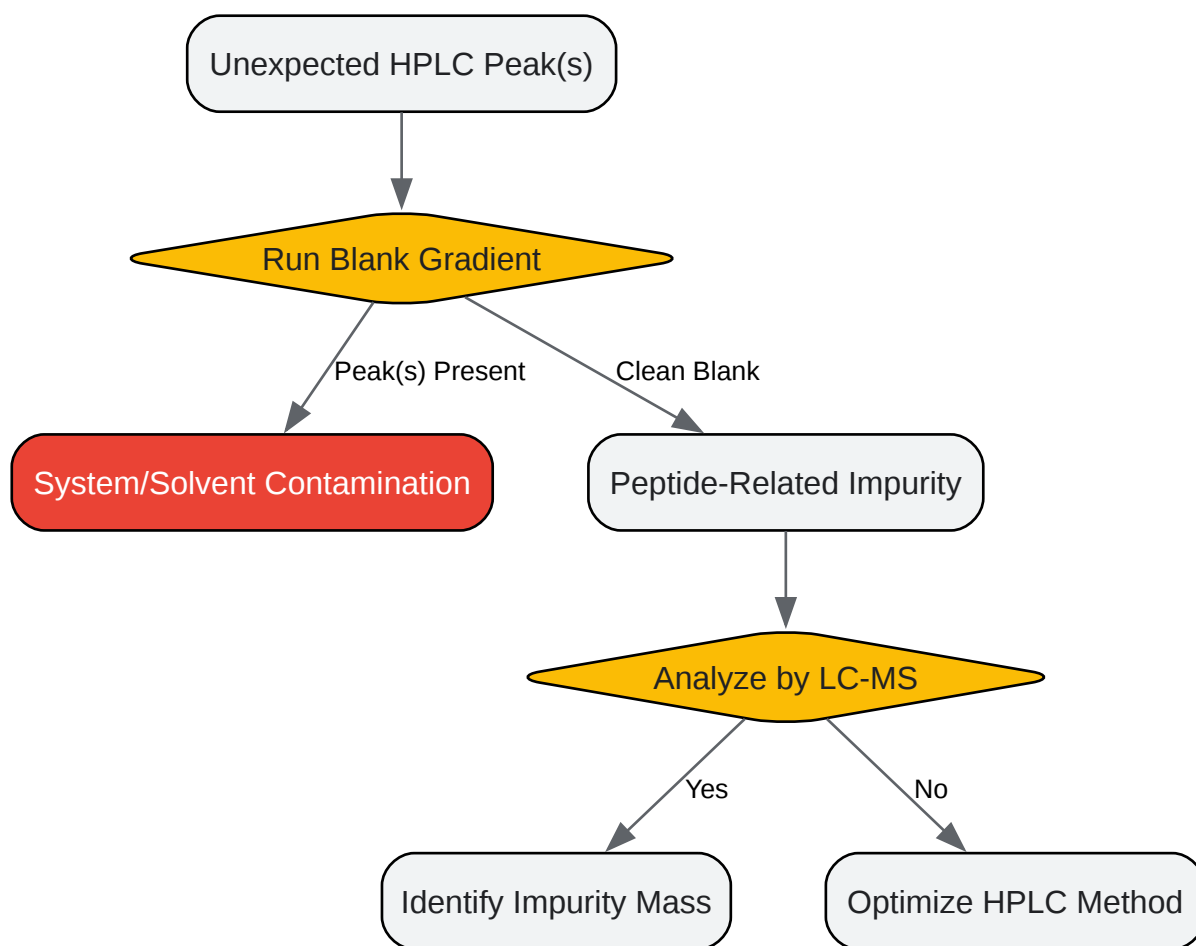 Unexpected HPLC Peak(s)
Run Blank Gradient
Peak(s) Present
Clean Blank
System/Solvent Contamination
Peptide-Related Impurity
Analyze by LC-MS
Yes
No
Identify Impurity Mass
Optimize HPLC Method